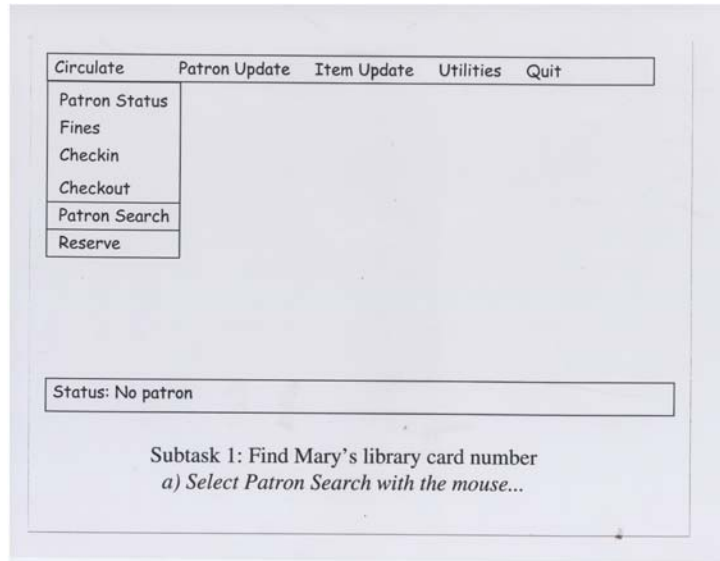 Circulate Patron Update Item Update Utilities Quit
Patron Status
Fines
Checkin
Checkout
Patron Search
Reserve
Status: No patron
Subtask 1: Find Mary's library card number
a) Select Patron Search with the mouse...